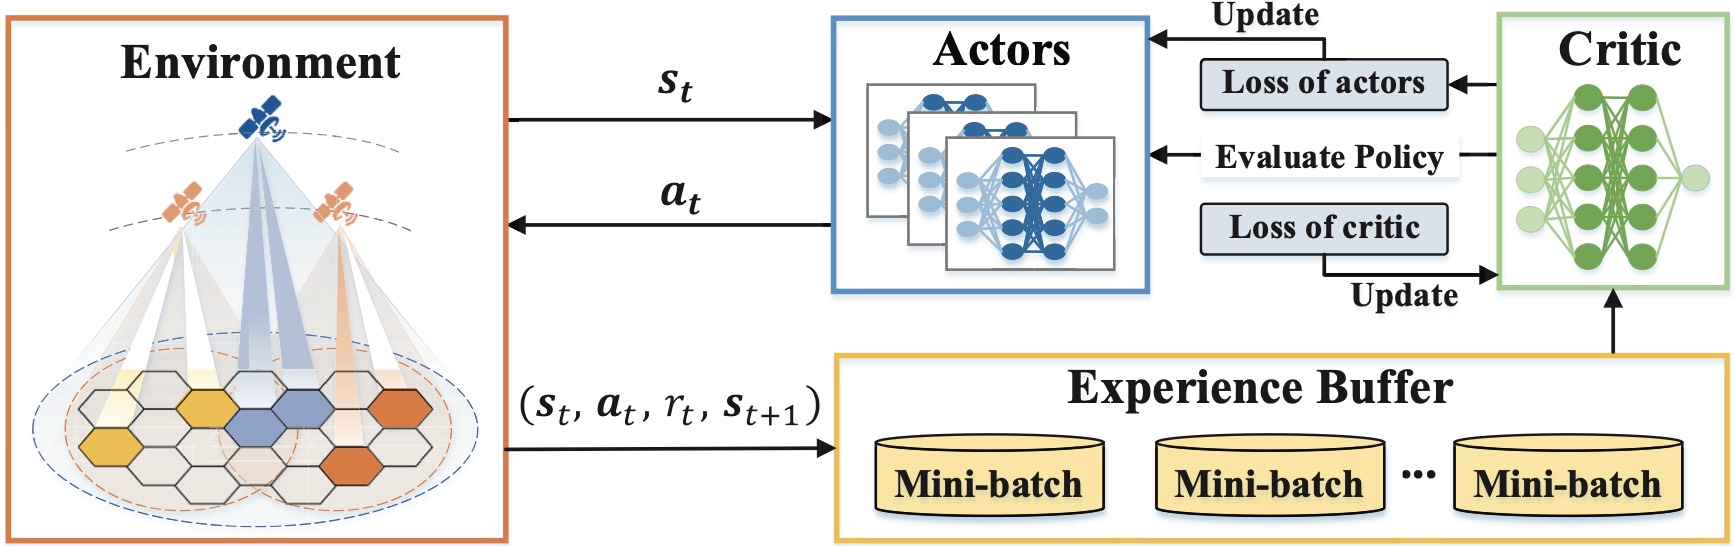 Environment
s_t
a_t
(s_t, a_t, r_t, s_{t+1})
Actors
Update
Loss of actors
Evaluate Policy
Loss of critic
Update
Critic
Experience Buffer
Mini-batch
Mini-batch
...
Mini-batch